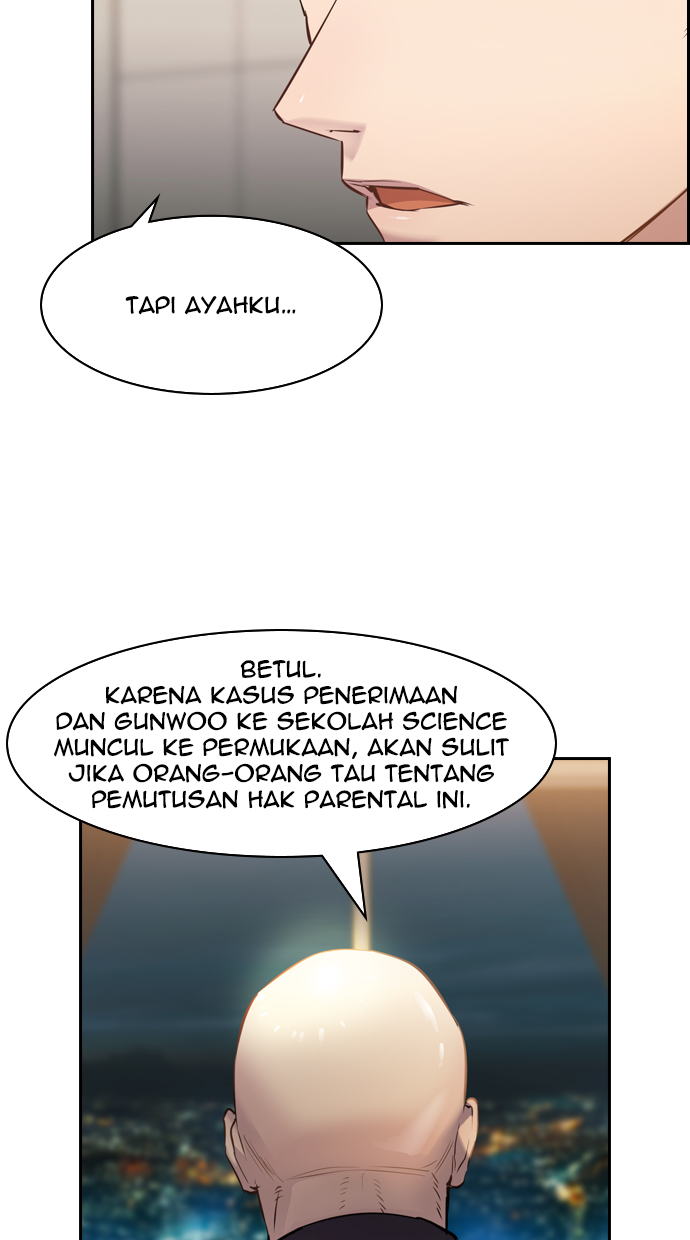 TAPI AYAHKU...
BETUL.
KARENA KASUS PENERIMAAN
DAN GUNWOO KE SEKOLAH SCIENCE
MUNCUL KE PERMUKAAN, AKAN SULIT
JIKA ORANG-ORANG TAU TENTANG
PEMUTUSAN HAK PARENTAL INI.